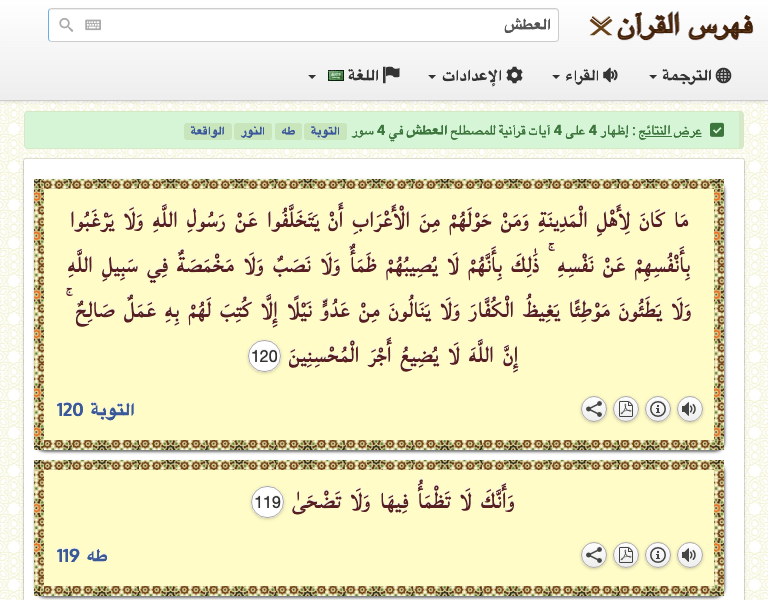 فهرس القرآن
العطش
الترجمة
القراء
الإعدادات
اللغة
عرض النتائج : إظهار 4 على 4 آيات قرآنية للمصطلح العطش في 4 سور التوبة طه النور الواقعة
مَا كَانَ لِأَهْلِ الْمَدِينَةِ وَمَنْ حَوْلَهُمْ مِنَ الْأَعْرَابِ أَنْ يَتَخَلَّفُوا عَنْ رَسُولِ اللَّهِ وَلَا يَرْغَبُوا
بِأَنْفُسِهِمْ عَنْ نَفْسِهِ ۚ ذَٰلِكَ بِأَنَّهُمْ لَا يُصِيبُهُمْ ظَمَأٌ وَلَا نَصَبٌ وَلَا مَخْمَصَةٌ فِي سَبِيلِ اللَّهِ
وَلَا يَطَئُونَ مَوْطِئًا يَغِيظُ الْكُفَّارَ وَلَا يَنَالُونَ مِنْ عَدُوٍّ نَيْلًا إِلَّا كُتِبَ لَهُمْ بِهِ عَمَلٌ صَالِحٌ ۚ
إِنَّ اللَّهَ لَا يُضِيعُ أَجْرَ الْمُحْسِنِينَ 120
التوبة 120
وَأَنَّكَ لَا تَظْمَأُ فِيهَا وَلَا تَضْحَىٰ 119
طه 119